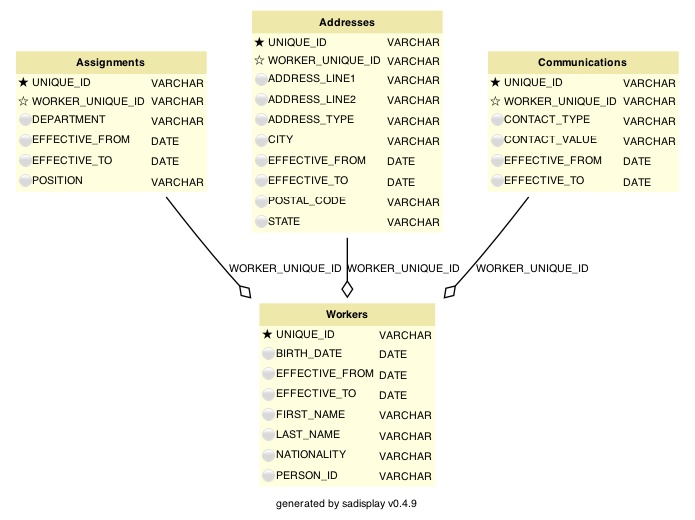 Assignments
★ UNIQUE_ID VARCHAR
☆ WORKER_UNIQUE_ID VARCHAR
DEPARTMENT VARCHAR
EFFECTIVE_FROM DATE
EFFECTIVE_TO DATE
POSITION VARCHAR
Addresses
★ UNIQUE_ID VARCHAR
☆ WORKER_UNIQUE_ID VARCHAR
ADDRESS_LINE1 VARCHAR
ADDRESS_LINE2 VARCHAR
ADDRESS_TYPE VARCHAR
CITY VARCHAR
EFFECTIVE_FROM DATE
EFFECTIVE_TO DATE
POSTAL_CODE VARCHAR
STATE VARCHAR
Communications
★ UNIQUE_ID VARCHAR
☆ WORKER_UNIQUE_ID VARCHAR
CONTACT_TYPE VARCHAR
CONTACT_VALUE VARCHAR
EFFECTIVE_FROM DATE
EFFECTIVE_TO DATE
WORKER_UNIQUE_ID
WORKER_UNIQUE_ID
WORKER_UNIQUE_ID
Workers
★ UNIQUE_ID VARCHAR
BIRTH_DATE DATE
EFFECTIVE_FROM DATE
EFFECTIVE_TO DATE
FIRST_NAME VARCHAR
LAST_NAME VARCHAR
NATIONALITY VARCHAR
PERSON_ID VARCHAR
generated by sadisplay v0.4.9